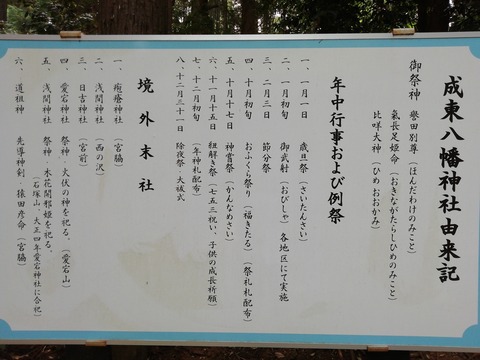 成東八幡神社由来記
御祭神 誉田別尊(ほんだわけのみこと)
氣長足姫命(おきながたらしひめのみこと)
比咩大神(ひめおおかみ)
年中行事および例祭
一、一月一日 歳旦祭(さいたんさい)
二、一月初旬 御武射(おびしゃ)各地区にて実施
三、二月三日 節分祭
四、十月初旬 おふくら祭り(福きたる)(祭礼札配布)
五、十月十七日 神嘗祭(かんなめさい)
六、十一月十五日 紐解き祭(七五三祝い、子供の成長祈願)
七、十二月初旬 (年神札配布)
八、十二月三十一日 除夜祭・大祓式
境外末社
一、疱瘡神社(宮脇)
二、浅間神社(西の沢)
三、日吉神社(宮前)
四、愛宕神社 祭神・火伏の神を祀る。(愛宕山)
五、浅間神社 祭神・木花開耶姫を祀る。
(石塚山、大正四年愛宕神社に合祀)
六、道祖神 先導神剣 猿田彦命(宮脇)